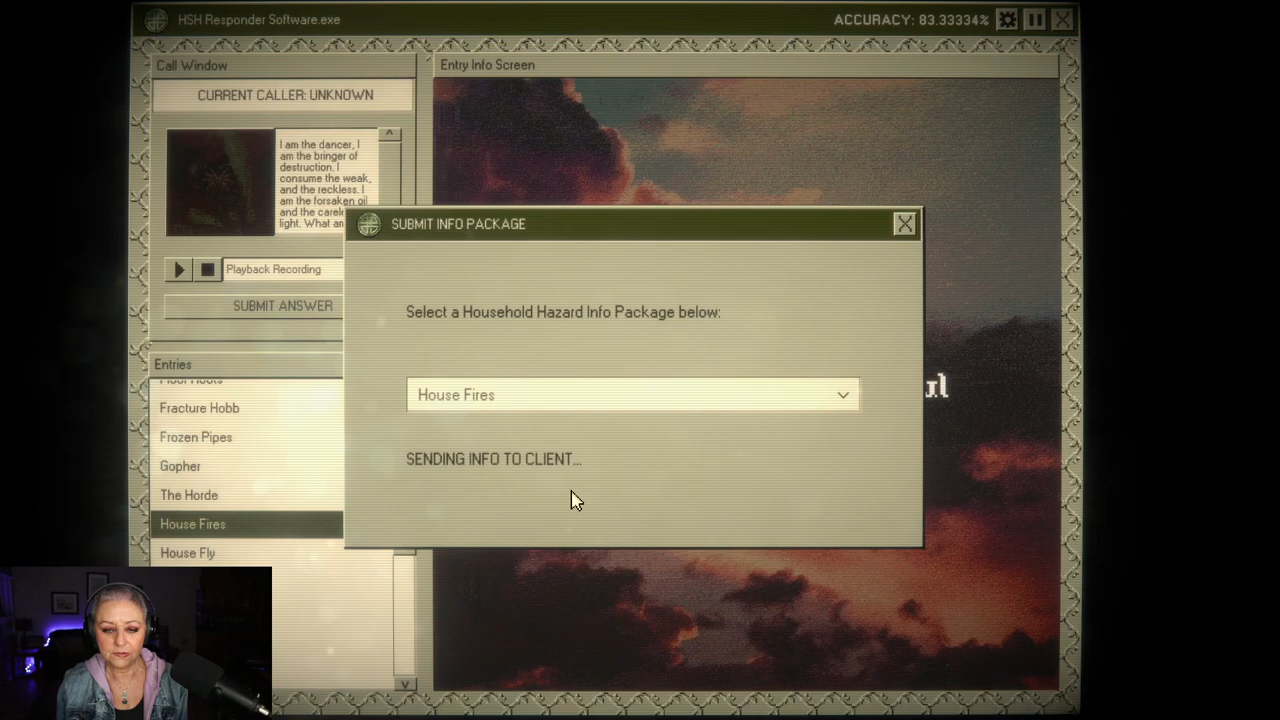 HSH Responder Software.exe
ACCURACY: 83.33334%
Call Window
Entry Info Screen
CURRENT CALLER: UNKNOWN
I am the dancer, I
am the bringer of
destruction. I
consume the weak,
and the reckless. I
am the forsaken oil
and the
light. What
SUBMIT INFO PACKAGE
Playback Recording
Select a Household Hazard Info Package below:
SUBMIT ANSWER
Entries
House Fires
Fracture Hobb
Frozen Pipes
SENDING INFO TO CLIENT...
Gopher
The Horde
House Fires
House Fly